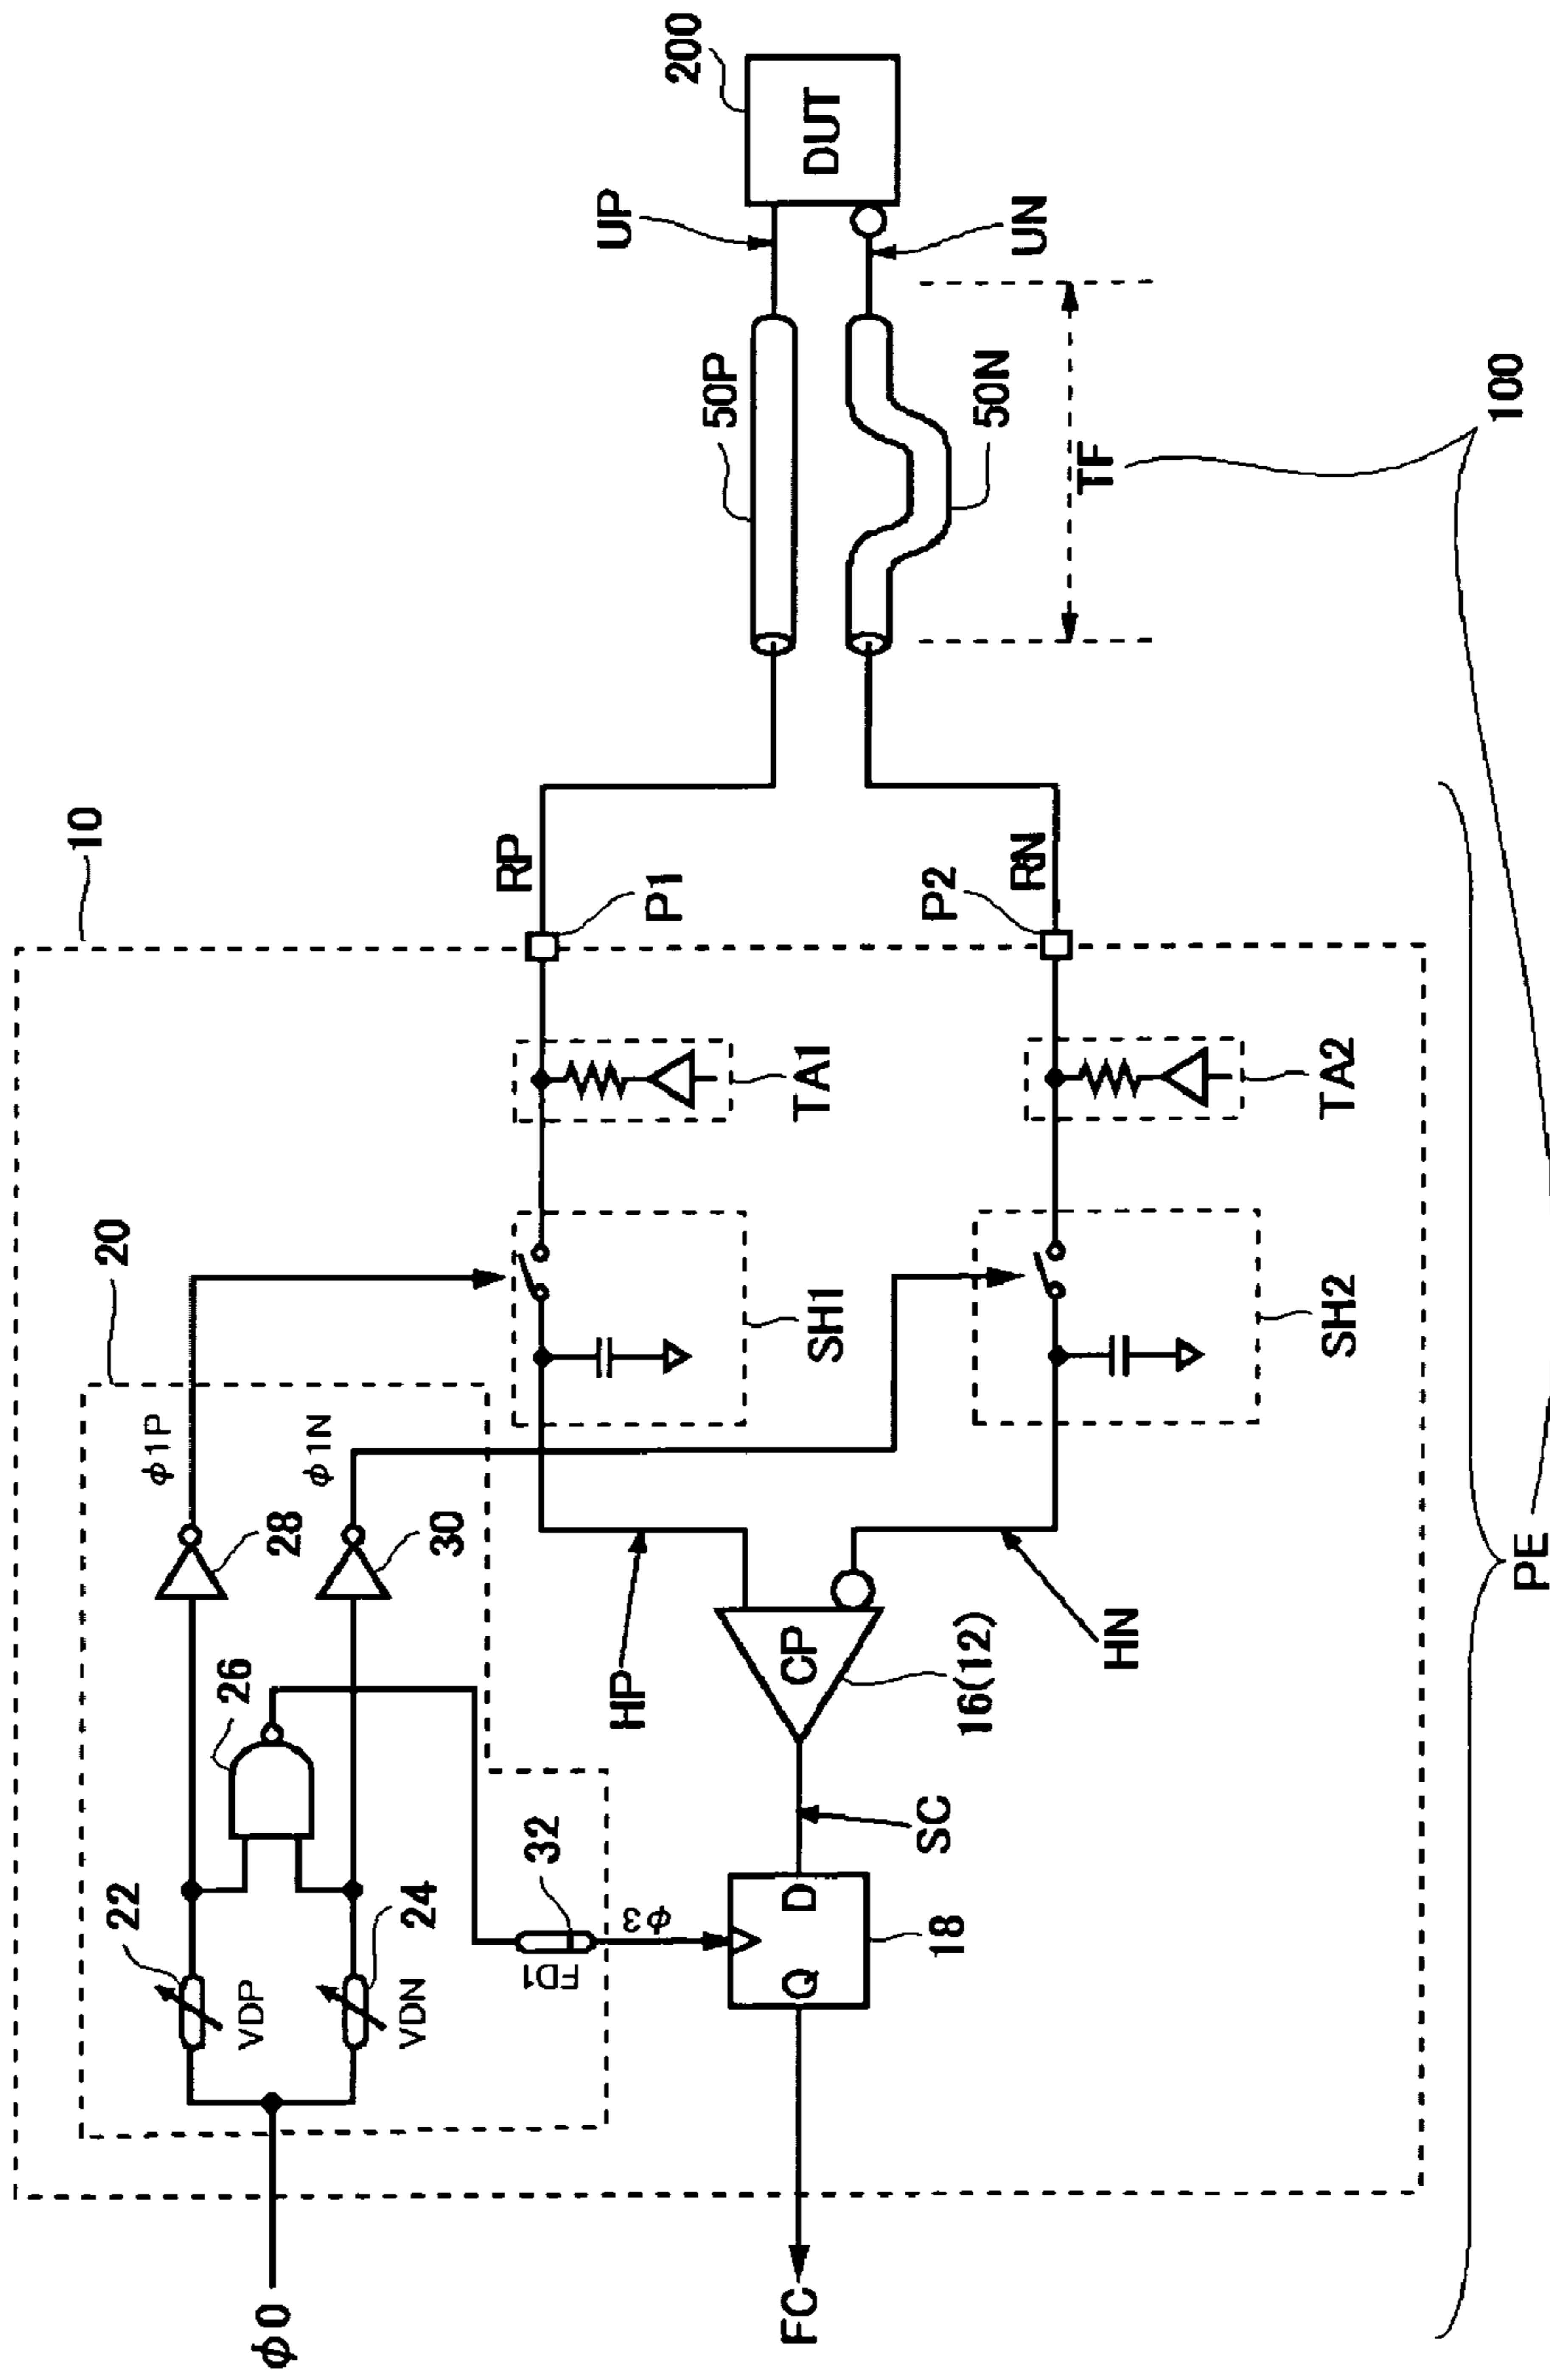 10
20
φ1P
28
φ1N
30
26
22
VDP
24
VDN
32
FD1
φ3
φ0
RP
P1
TA1
SH1
HP
CP
16(12)
HN
SC
D
Q
18
FC
RN
P2
TA2
SH2
200
DUT
UP
UN
50P
50N
TF
100
PE